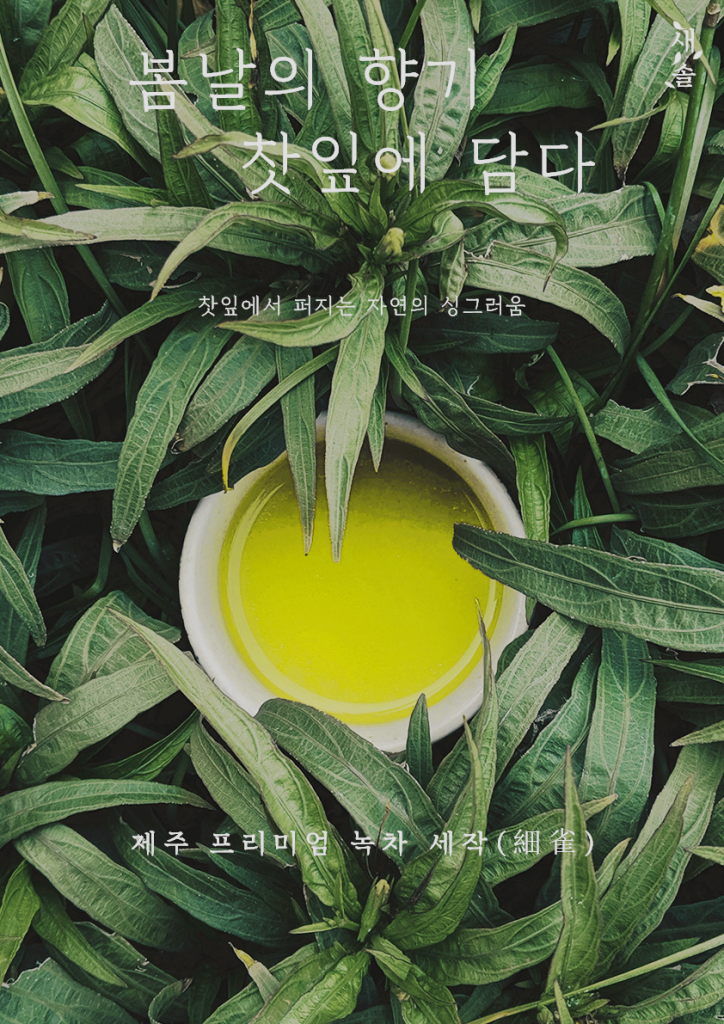 봄날의 향기
찻잎에 담다
새솔
찻잎에서 퍼지는 자연의 싱그러움
제주 프리미엄 녹차 세작(細雀)